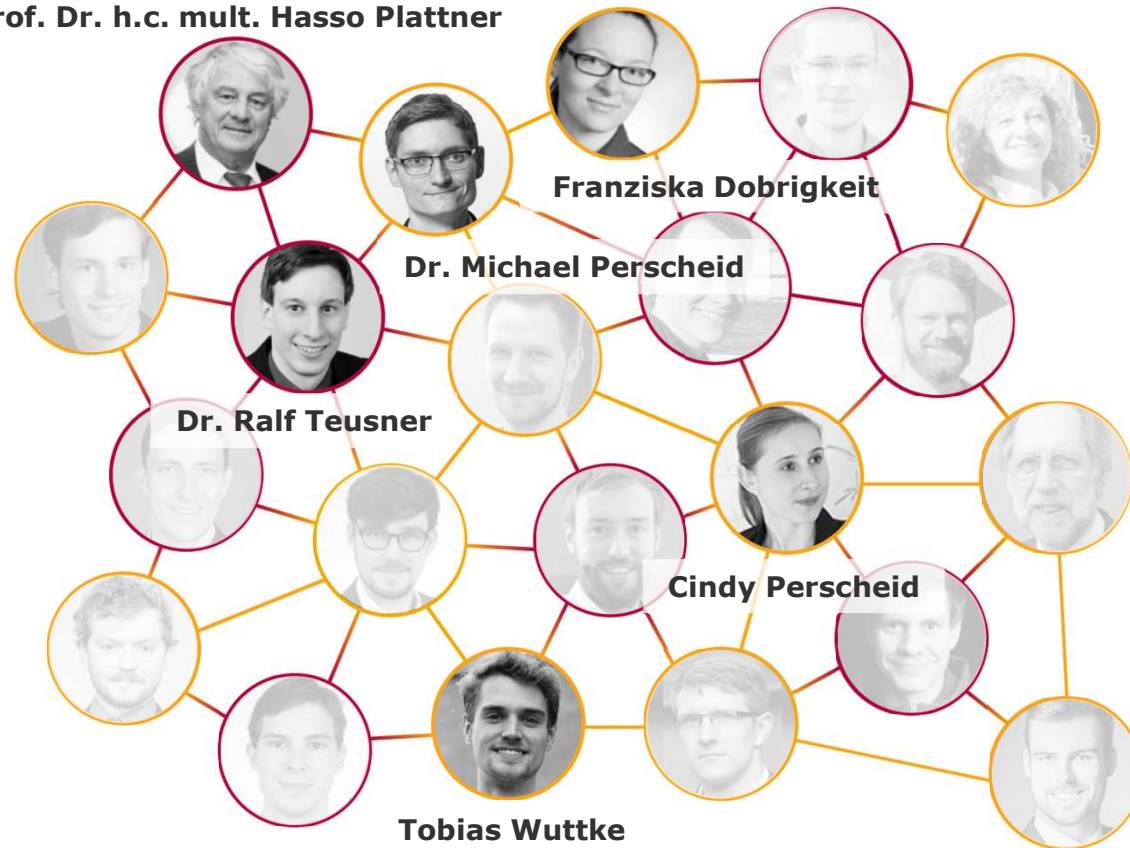 rof. Dr. h.c. mult. Hasso Plattner
Franziska Dobrigkeit
Dr. Michael Perscheid
Dr. Ralf Teusner
Cindy Perscheid
Tobias Wuttke